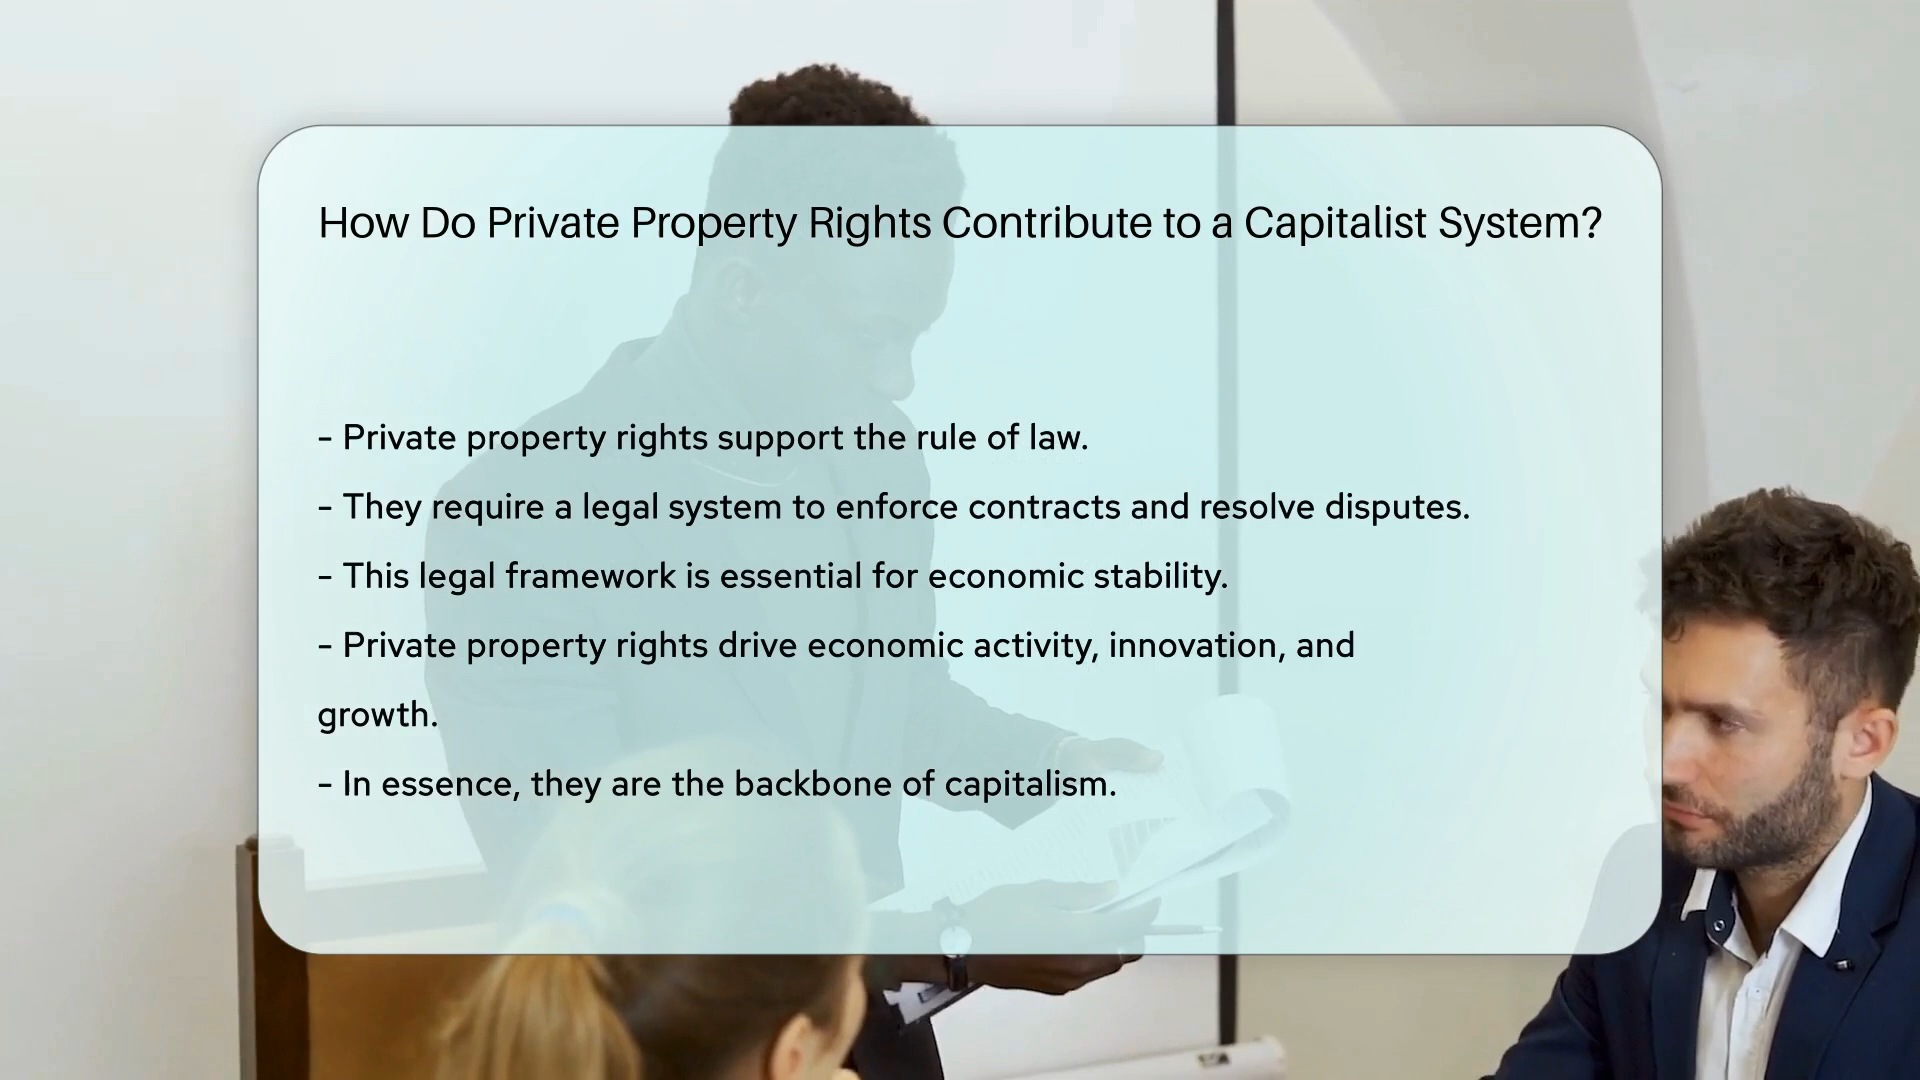 How Do Private Property Rights Contribute to a Capitalist System?
- Private property rights support the rule of law.
- They require a legal system to enforce contracts and resolve disputes.
- This legal framework is essential for economic stability.
- Private property rights drive economic activity, innovation, and
growth.
- In essence, they are the backbone of capitalism.